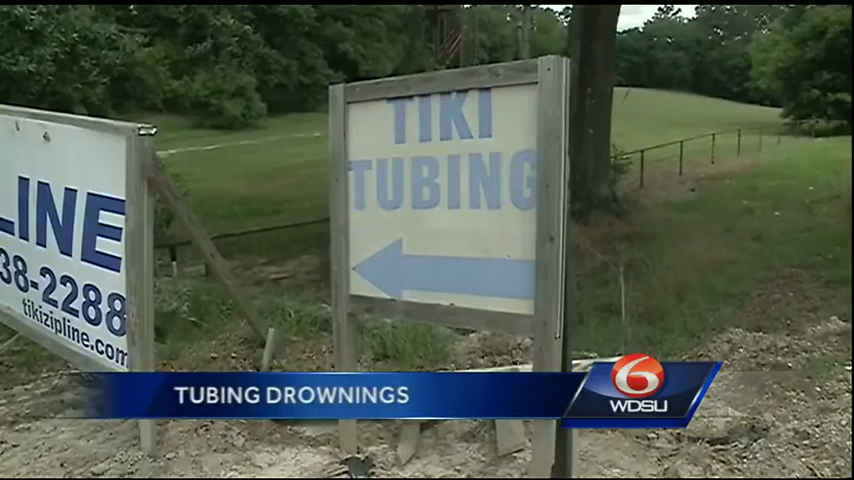 LINE
38-2288
tikizipline.com
TIKI
TUBING
TUBING DROWNINGS
6
WDSU